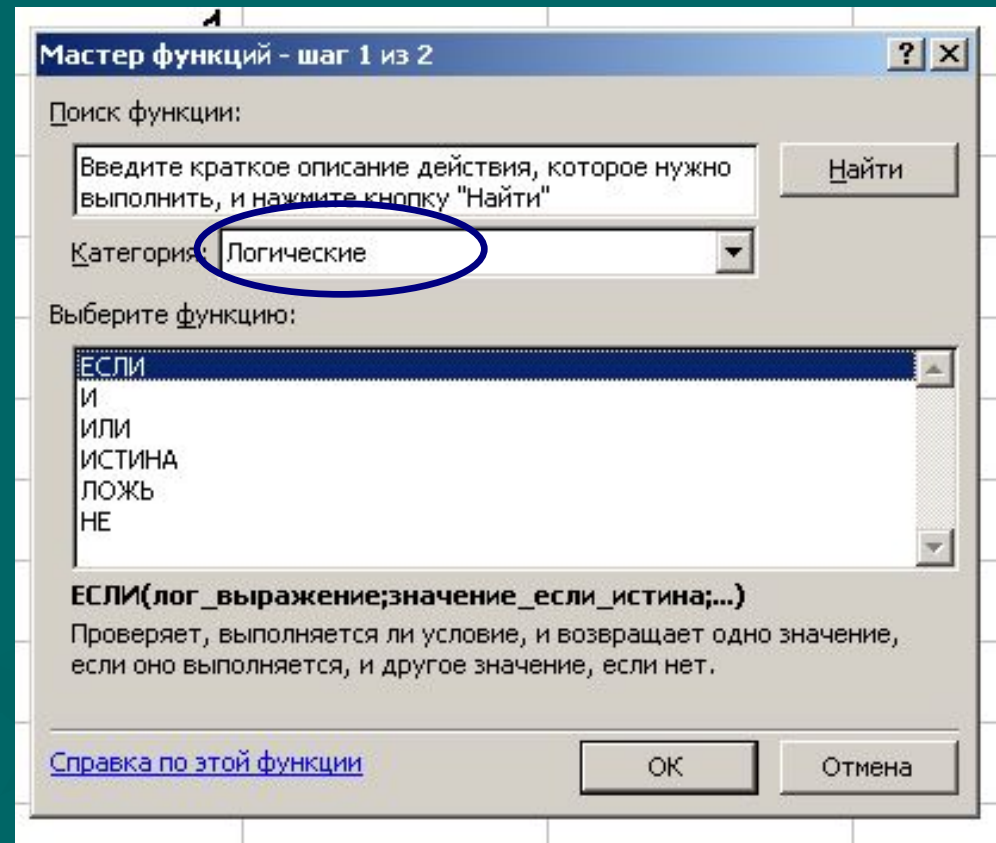 Мастер функций - шаг 1 из 2
Поиск функции:
Введите краткое описание действия, которое нужно
выполнить, и нажмите кнопку "Найти"
Найти
Категория: Логические
Выберите функцию:
ЕСЛИ
И
ИЛИ
ИСТИНА
ЛОЖЬ
НЕ
ЕСЛИ(лог_выражение;значение_если_истина;...)
Проверяет, выполняется ли условие, и возвращает одно значение,
если оно выполняется, и другое значение, если нет.
Справка по этой функции
ОК
Отмена